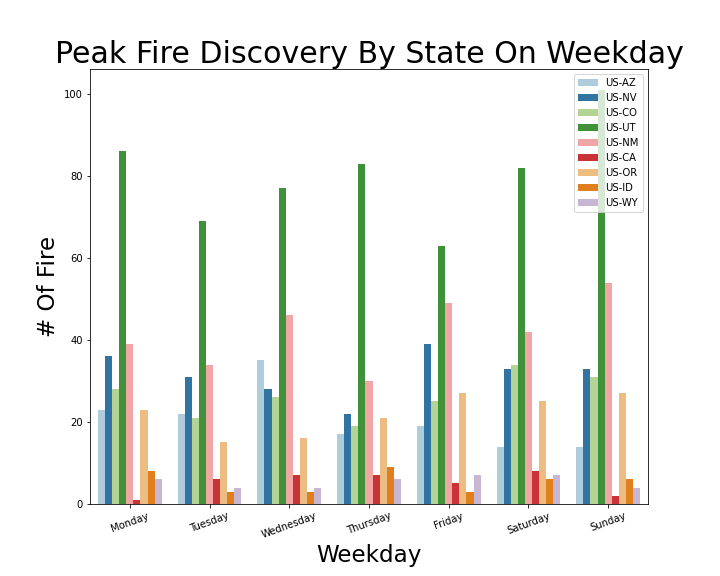 Peak Fire Discovery By State On Weekday
# Of Fire
100
80
60
40
20
0
US-AZ
US-NV
US-CO
US-UT
US-NM
US-CA
US-OR
US-ID
US-WY
Monday
Tuesday
Wednesday
Thursday
Friday
Saturday
Sunday
Weekday